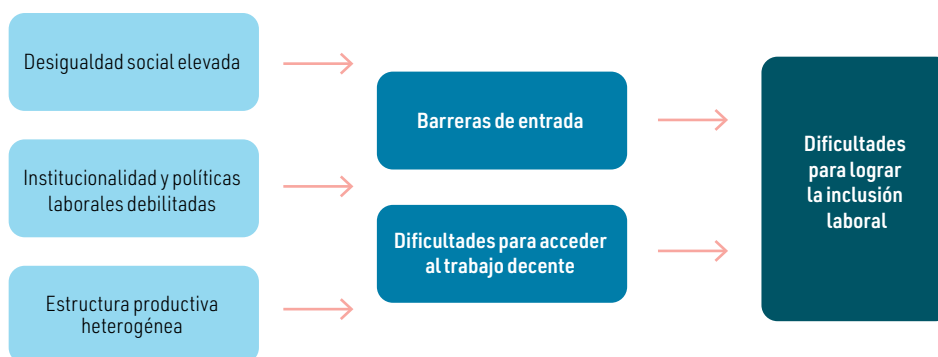 Desigualdad social elevada
Institucionalidad y políticas
laborales debilitadas
Estructura productiva
heterogénea
Barreras de entrada
Dificultades para acceder
al trabajo decente
Dificultades
para lograr
la inclusión
laboral